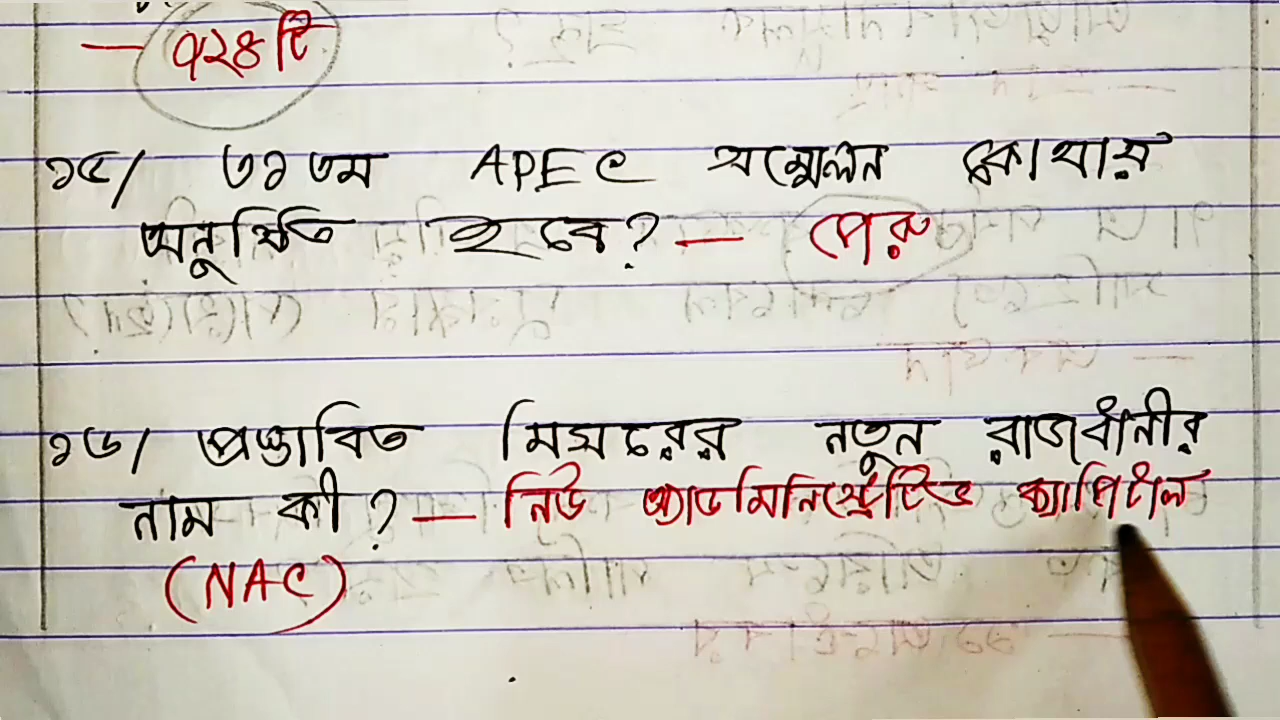 — ৭২৪টি
১৫/ ৩১তম APEC সম্মেলন কোথায়
অনুষ্ঠিত হবে? — পেরু
১৬/ প্রস্তাবিত মিসরের নতুন রাজধানীর
নাম কী? — নিউ অ্যাডমিনিস্ট্রেটিভ ক্যাপিটাল
(NAC)